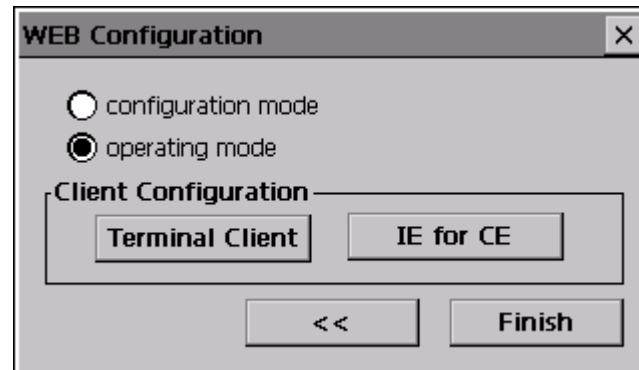 WEB Configuration
configuration mode
operating mode
Client Configuration
Terminal Client IE for CE
<< Finish